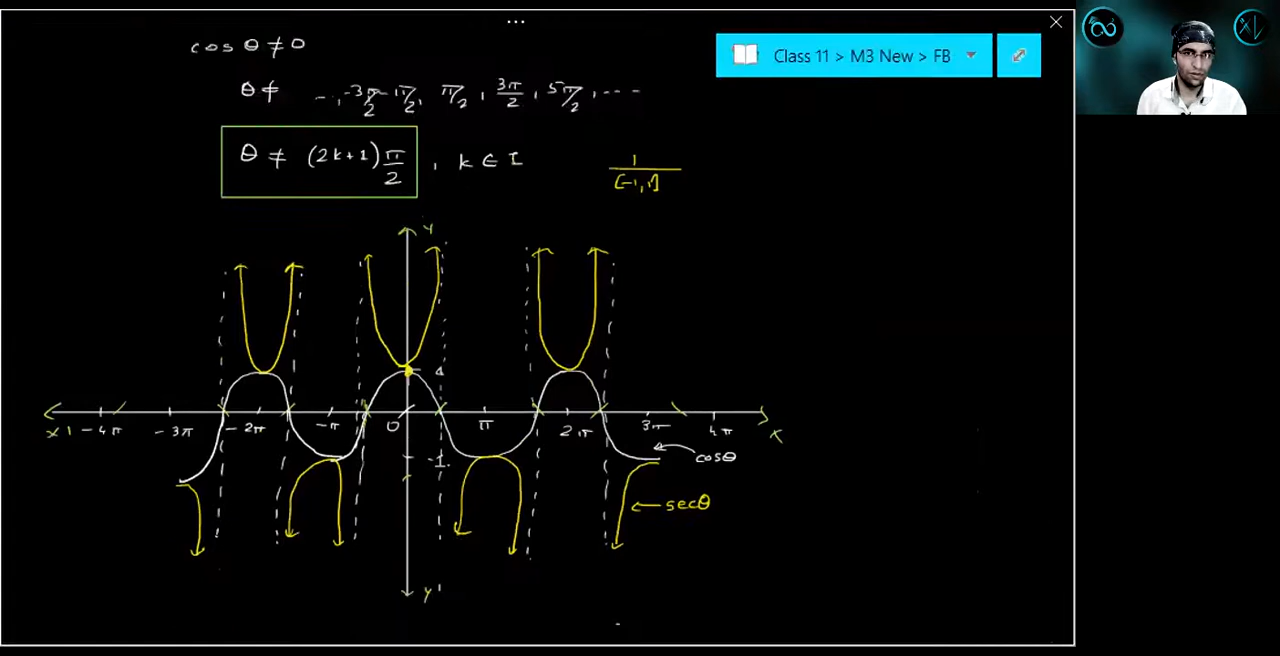 cos θ ≠ 0
Class 11 > M3 New > FB
θ ≠ ---, -3π/2, -π/2, π/2, 3π/2, 5π/2, ----
θ ≠ (2k+1) π/2, k ∈ I
1/[-1,1]
Y
1
X' -4π -3π -2π -π 0 π 2π 3π 4π X
-1
cosθ
secθ
Y'